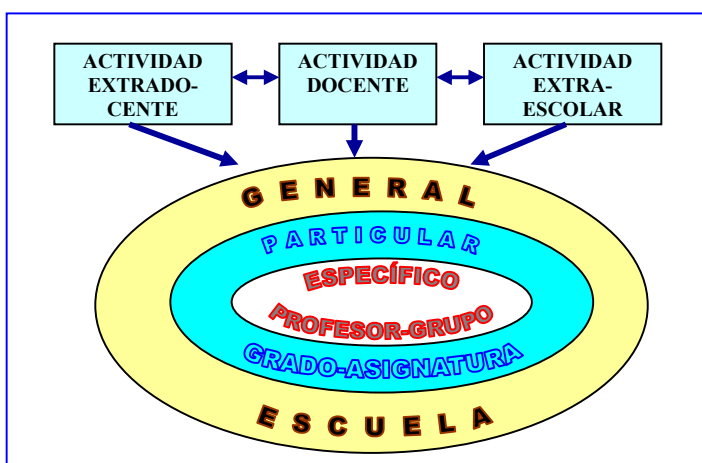 ACTIVIDAD
EXTRADO-
CENTE
ACTIVIDAD
DOCENTE
ACTIVIDAD
EXTRA-
ESCOLAR
GENERAL
PARTICULAR
ESPECÍFICO
PROFESOR-GRUPO
GRADO-ASIGNATURA
ESCUELA